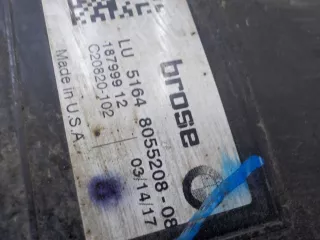 brose
LU 5164 8055208-08
187999 12
C20820-102 03/14/17
Made in U.S.A.